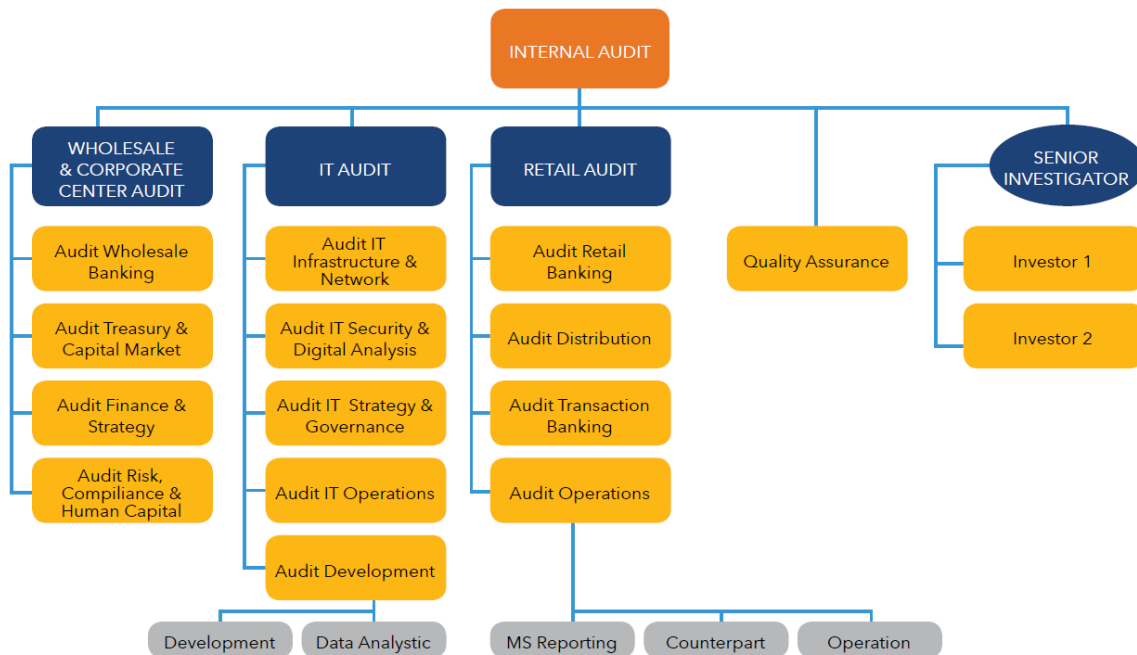 INTERNAL AUDIT
WHOLESALE
& CORPORATE
CENTER AUDIT
IT AUDIT
RETAIL AUDIT
SENIOR
INVESTIGATOR
Audit Wholesale
Banking
Audit Treasury &
Capital Market
Audit Finance &
Strategy
Audit Risk,
Compiliance &
Human Capital
Audit IT
Infrastructure &
Network
Audit IT Security &
Digital Analysis
Audit IT Strategy &
Governance
Audit IT Operations
Audit Development
Development
Data Analystic
Audit Retail
Banking
Audit Distribution
Audit Transaction
Banking
Audit Operations
MS Reporting
Counterpart
Operation
Quality Assurance
Investor 1
Investor 2